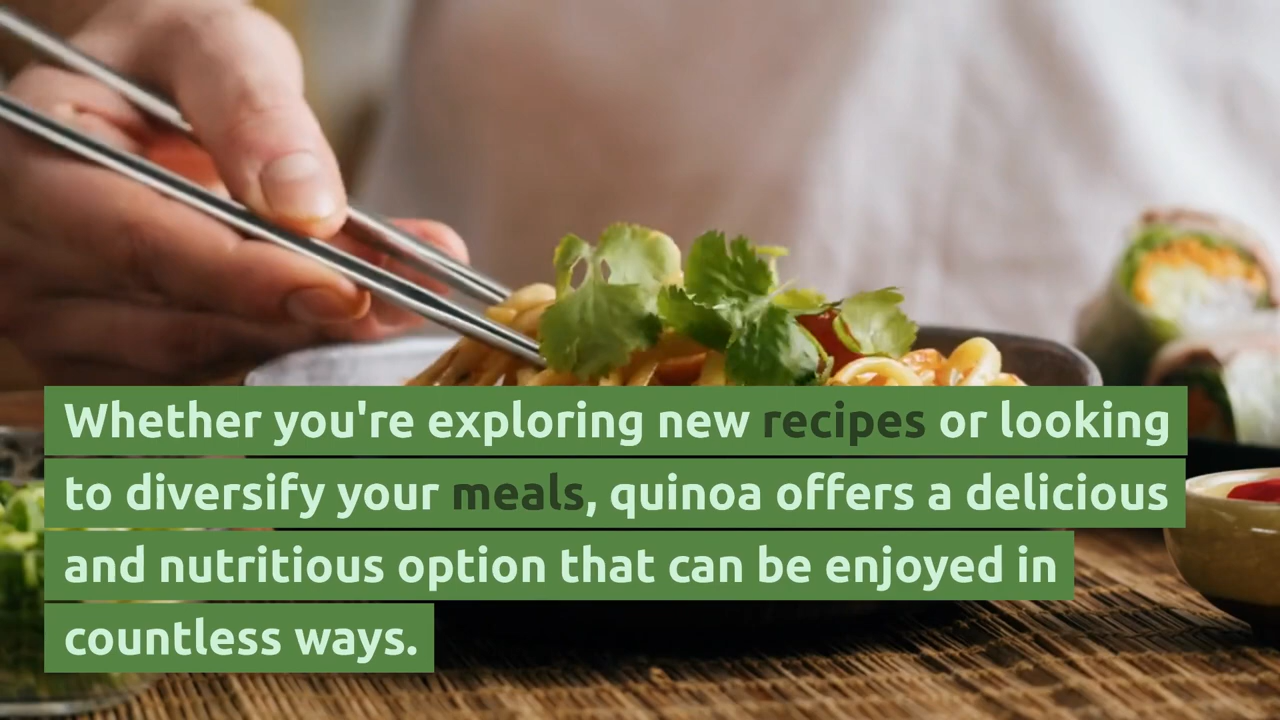 Whether you're exploring new recipes or looking
to diversify your meals, quinoa offers a delicious
and nutritious option that can be enjoyed in
countless ways.